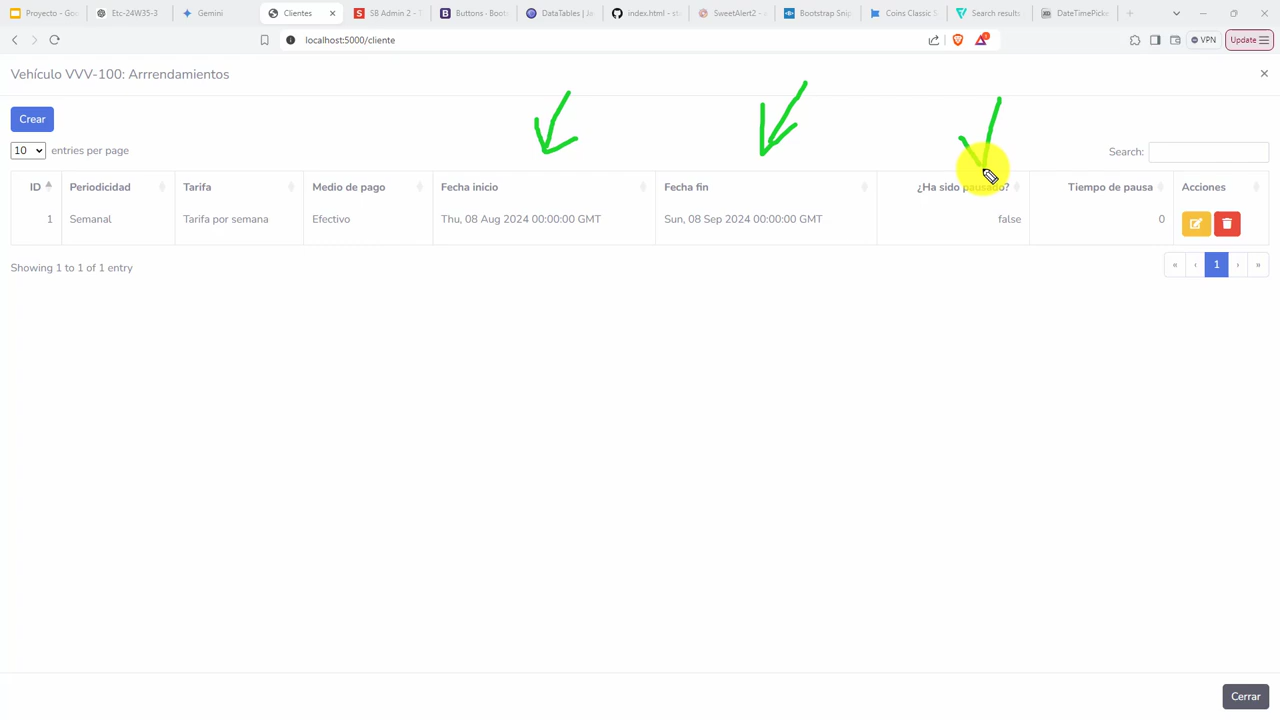 Proyecto - Goo
Etc-24W35-3
Gemini
Clientes
SB Admin 2 - T
Buttons · Boots
DataTables | Jo
index.html - sta
SweetAlert2 - a
Bootstrap Snip
Coins Classic S
Search results
DateTimePicke
localhost:5000/cliente
VPN
Update
Vehículo VVV-100: Arrrendamientos
Crear
10 entries per page
Search:
ID Periodicidad Tarifa Medio de pago Fecha inicio Fecha fin ¿Ha sido pausado? Tiempo de pausa Acciones
1 Semanal Tarifa por semana Efectivo Thu, 08 Aug 2024 00:00:00 GMT Sun, 08 Sep 2024 00:00:00 GMT false 0
Showing 1 to 1 of 1 entry
« ‹ 1 › »
Cerrar